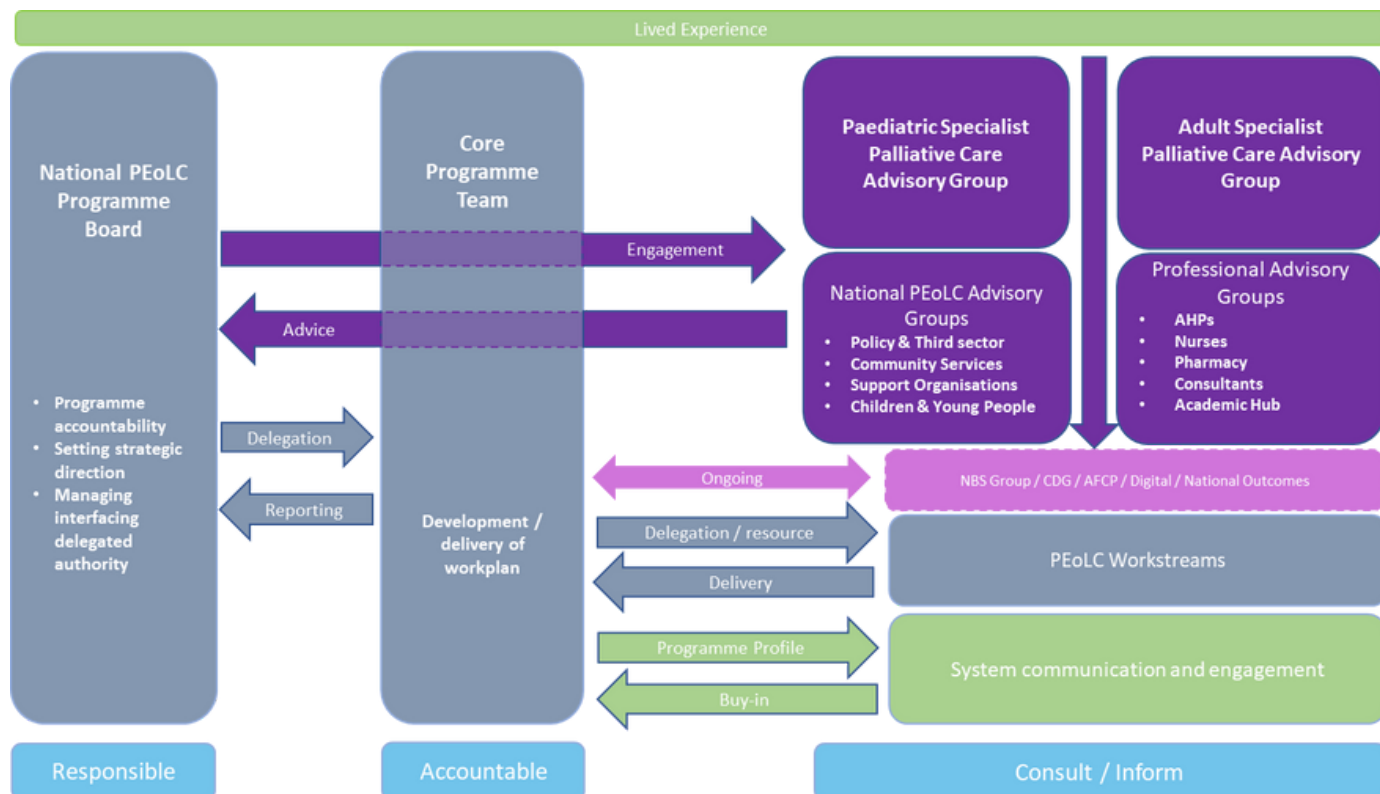 Lived Experience
National PEoLC
Programme
Board
• Programme
accountability
• Setting strategic
direction
• Managing
interfacing
delegated
authority
Core
Programme
Team
Development /
delivery of
workplan
Engagement
Advice
Delegation
Reporting
Paediatric Specialist
Palliative Care
Advisory Group
Adult Specialist
Palliative Care Advisory
Group
National PEoLC Advisory
Groups
• Policy & Third sector
• Community Services
• Support Organisations
• Children & Young People
Professional Advisory
Groups
• AHPs
• Nurses
• Pharmacy
• Consultants
• Academic Hub
Ongoing
NBS Group / CDG / AFCP / Digital / National Outcomes
Delegation / resource
Delivery
PEoLC Workstreams
Programme Profile
Buy-in
System communication and engagement
Responsible
Accountable
Consult / Inform